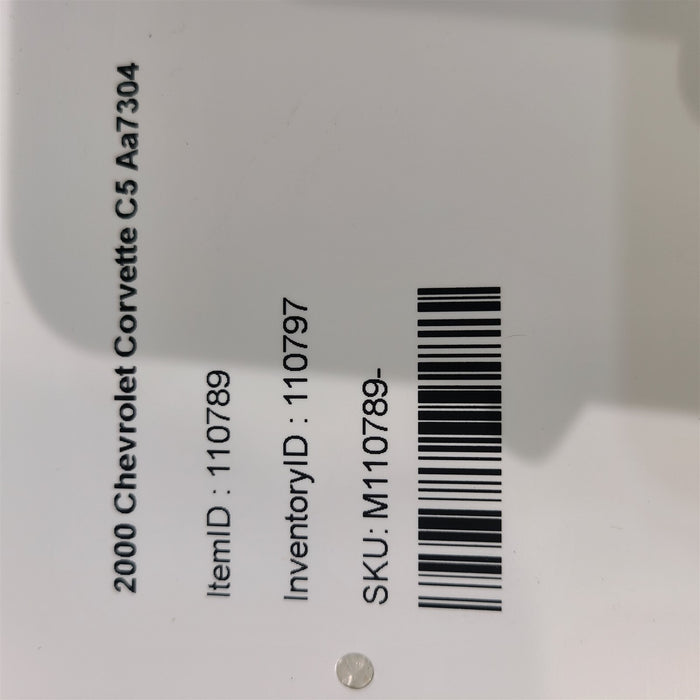 2000 Chevrolet Corvette C5 Aa7304
ItemID : 110789
InventoryID : 110797
SKU: M110789-